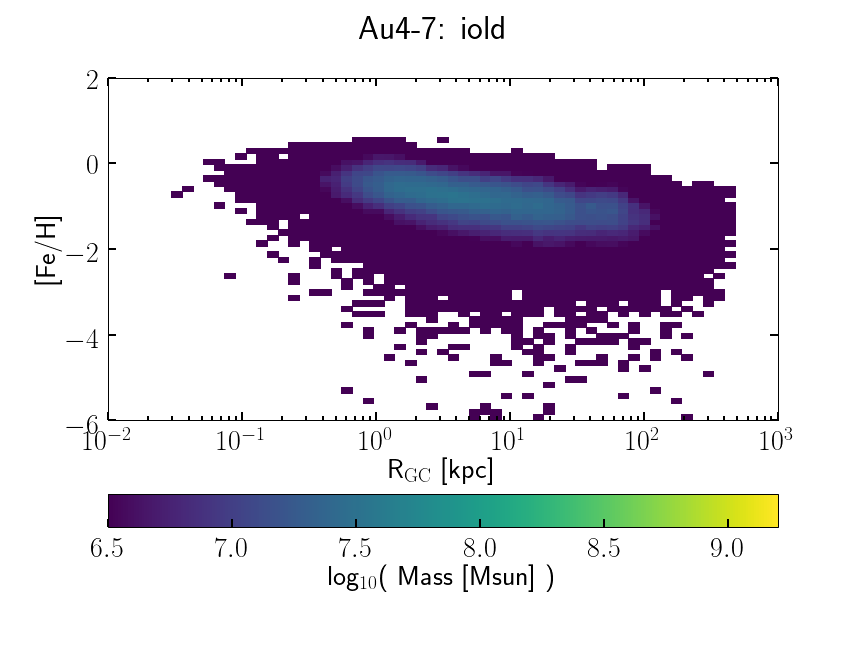 Au4-7: iold
2
0
−2
−4
−6
[Fe/H]
10⁻² 10⁻¹ 10⁰ 10¹ 10² 10³
R_GC [kpc]
6.5 7.0 7.5 8.0 8.5 9.0
log₁₀( Mass [Msun] )